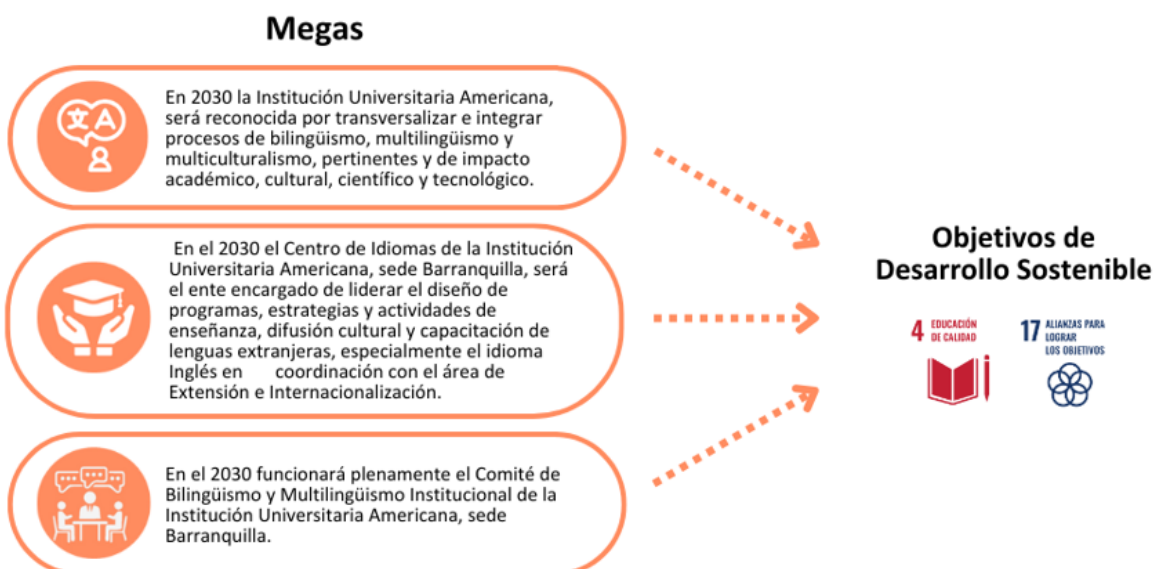 Megas
En 2030 la Institución Universitaria Americana,
será reconocida por transversalizar e integrar
procesos de bilingüismo, multilingüismo y
multiculturalismo, pertinentes y de impacto
académico, cultural, científico y tecnológico.
En el 2030 el Centro de Idiomas de la Institución
Universitaria Americana, sede Barranquilla, será
el ente encargado de liderar el diseño de
programas, estrategias y actividades de
enseñanza, difusión cultural y capacitación de
lenguas extranjeras, especialmente el idioma
Inglés en coordinación con el área de
Extensión e Internacionalización.
En el 2030 funcionará plenamente el Comité de
Bilingüismo y Multilingüismo Institucional de la
Institución Universitaria Americana, sede
Barranquilla.
Objetivos de
Desarrollo Sostenible
4 EDUCACIÓN
DE CALIDAD
17 ALIANZAS PARA
LOGRAR
LOS OBJETIVOS
文 A